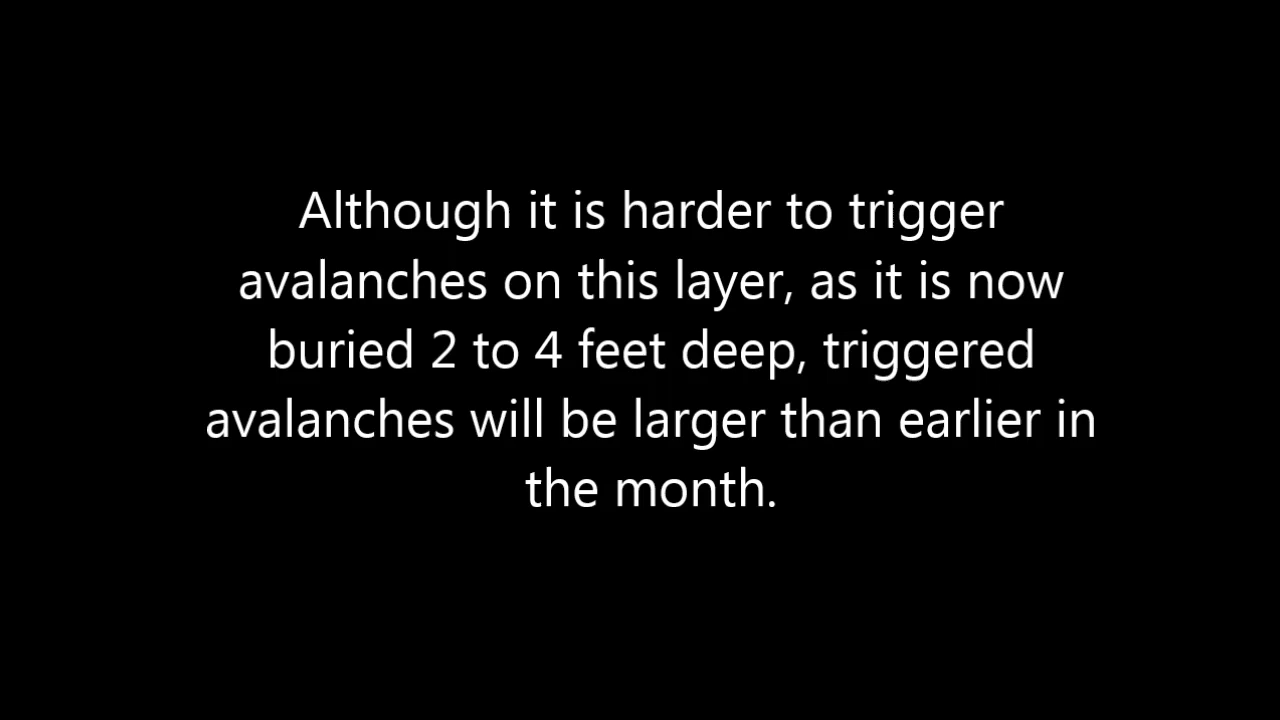 Although it is harder to trigger
avalanches on this layer, as it is now
buried 2 to 4 feet deep, triggered
avalanches will be larger than earlier in
the month.